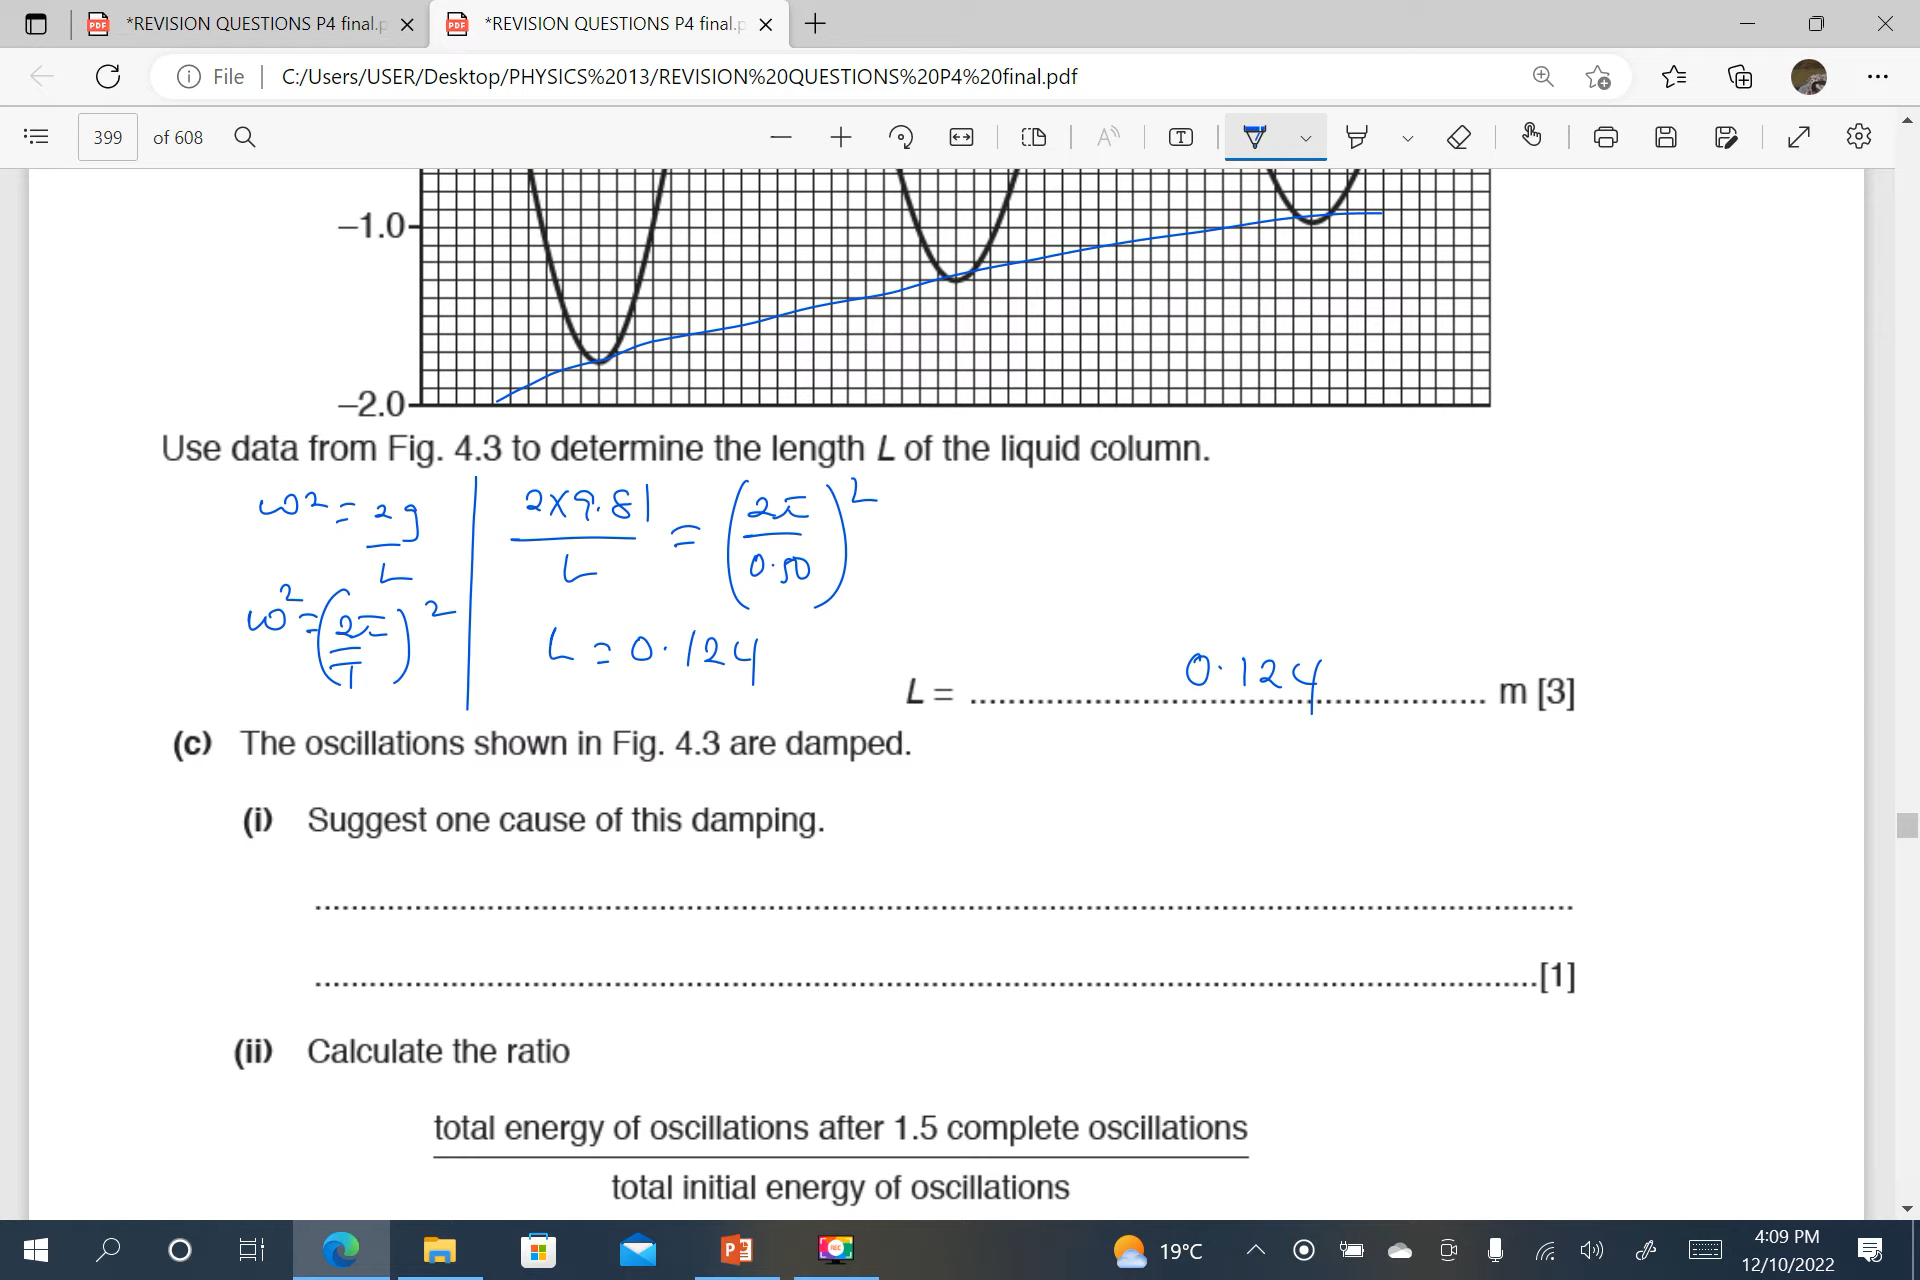 *REVISION QUESTIONS P4 final.p
*REVISION QUESTIONS P4 final.p
File
C:/Users/USER/Desktop/PHYSICS%2013/REVISION%20QUESTIONS%20P4%20final.pdf
399 of 608
–1.0
–2.0
Use data from Fig. 4.3 to determine the length L of the liquid column.
ω² = 2g/L
ω² = (2π/T)²
2×9.81/L = (2π/0.50)²
L = 0.124
0.124
L = .................................................... m [3]
(c) The oscillations shown in Fig. 4.3 are damped.
(i) Suggest one cause of this damping.
..........................................................................................................................
.......................................................................................................................[1]
(ii) Calculate the ratio
total energy of oscillations after 1.5 complete oscillations
total initial energy of oscillations
19°C
4:09 PM
12/10/2022